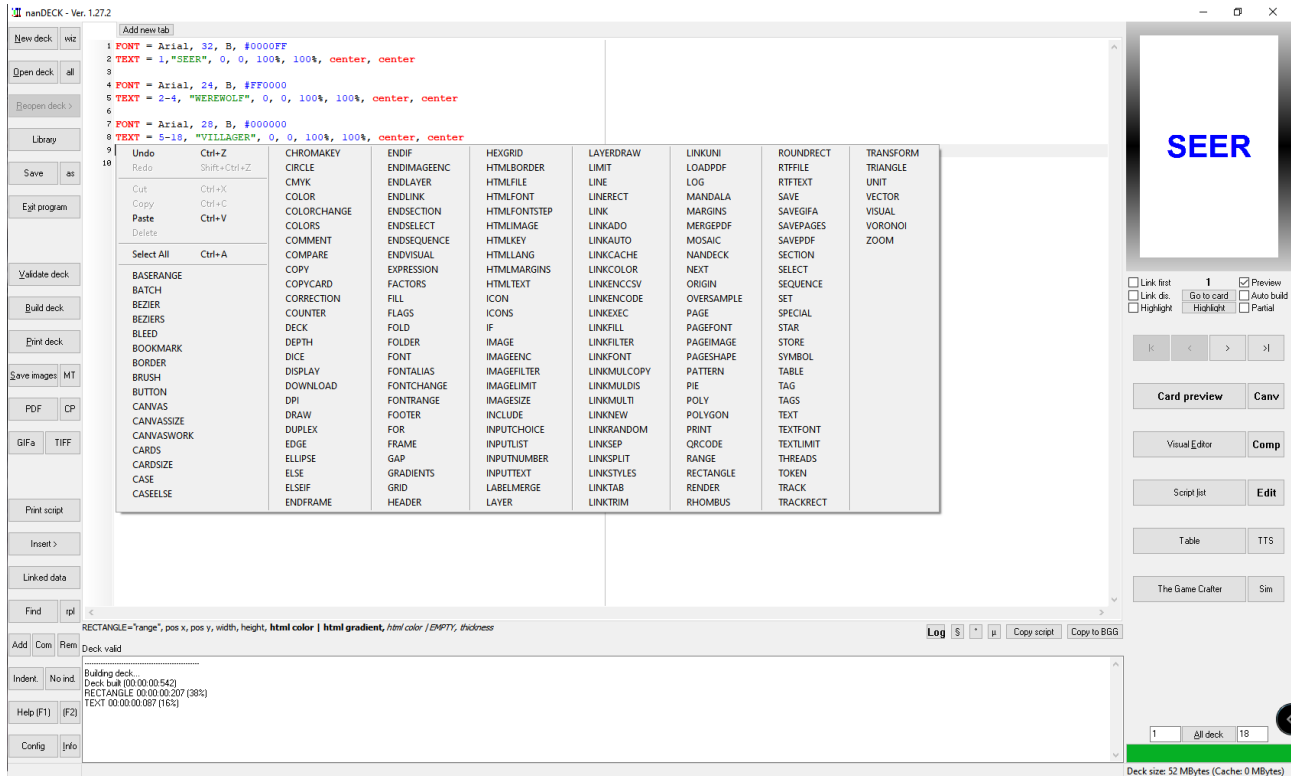 nanDECK - Ver. 1.27.2
New deck wiz
Open deck all
Reopen deck >
Library
Save as
Exit program
Validate deck
Build deck
Print deck
Save images MT
PDF CP
GIFa TIFF
Print script
Insert >
Linked data
Find rpl
Add Com Rem
Indent. No ind.
Help (F1) (F2)
Config Info
Add new tab
1 FONT = Arial, 32, B, #0000FF
2 TEXT = 1,"SEER", 0, 0, 100%, 100%, center, center
3
4 FONT = Arial, 24, B, #FF0000
5 TEXT = 2-4, "WEREWOLF", 0, 0, 100%, 100%, center, center
6
7 FONT = Arial, 28, B, #000000
8 TEXT = 5-18, "VILLAGER", 0, 0, 100%, 100%, center, center
9
10
Undo Ctrl+Z
Redo Shift+Ctrl+Z
Cut Ctrl+X
Copy Ctrl+C
Paste Ctrl+V
Delete
Select All Ctrl+A
BASERANGE
BATCH
BEZIER
BEZIERS
BLEED
BOOKMARK
BORDER
BRUSH
BUTTON
CANVAS
CANVASSIZE
CANVASWORK
CARDS
CARDSIZE
CASE
CASEELSE
CHROMAKEY
CIRCLE
CMYK
COLOR
COLORCHANGE
COLORS
COMMENT
COMPARE
COPY
COPYCARD
CORRECTION
COUNTER
DECK
DEPTH
DICE
DISPLAY
DOWNLOAD
DPI
DRAW
DUPLEX
EDGE
ELLIPSE
ELSE
ELSEIF
ENDFRAME
ENDIF
ENDIMAGEENC
ENDLAYER
ENDLINK
ENDSECTION
ENDSELECT
ENDSEQUENCE
ENDVISUAL
EXPRESSION
FACTORS
FILL
FLAGS
FOLD
FOLDER
FONT
FONTALIAS
FONTCHANGE
FONTRANGE
FOOTER
FOR
FRAME
GAP
GRADIENTS
GRID
HEADER
HEXGRID
HTMLBORDER
HTMLFILE
HTMLFONT
HTMLFONTSTEP
HTMLIMAGE
HTMLKEY
HTMLLANG
HTMLMARGINS
HTMLTEXT
ICON
ICONS
IF
IMAGE
IMAGEENC
IMAGEFILTER
IMAGELIMIT
IMAGESIZE
INCLUDE
INPUTCHOICE
INPUTLIST
INPUTNUMBER
INPUTTEXT
LABELMERGE
LAYER
LAYERDRAW
LIMIT
LINE
LINERECT
LINK
LINKADO
LINKAUTO
LINKCACHE
LINKCOLOR
LINKENCCSV
LINKENCODE
LINKEXEC
LINKFILL
LINKFILTER
LINKFONT
LINKMULCOPY
LINKMULDIS
LINKMULTI
LINKNEW
LINKRANDOM
LINKSEP
LINKSPLIT
LINKSTYLES
LINKTAB
LINKTRIM
LINKUNI
LOADPDF
LOG
MANDALA
MARGINS
MERGEPDF
MOSAIC
NANDECK
NEXT
ORIGIN
OVERSAMPLE
PAGE
PAGEFONT
PAGEIMAGE
PAGESHAPE
PATTERN
PIE
POLY
POLYGON
PRINT
QRCODE
RANGE
RECTANGLE
RENDER
RHOMBUS
ROUNDRECT
RTFFILE
RTFTEXT
SAVE
SAVEGIFA
SAVEPAGES
SAVEPDF
SECTION
SELECT
SEQUENCE
SET
SPECIAL
STAR
STORE
SYMBOL
TABLE
TAG
TAGS
TEXT
TEXTFONT
TEXTLIMIT
THREADS
TOKEN
TRACK
TRACKRECT
TRANSFORM
TRIANGLE
UNIT
VECTOR
VISUAL
VORONOI
ZOOM
RECTANGLE="range", pos x, pos y, width, height, html color | html gradient, html color | EMPTY, thickness
Log § ° µ Copy script Copy to BGG
Deck valid
------------------------------------------------
Building deck...
Deck built (00:00:00:542)
RECTANGLE 00:00:00:207 (38%)
TEXT 00:00:00:087 (16%)
SEER
Link first 1 Preview
Link dis. Go to card Auto build
Highlight Highlight Partial
|< < > >|
Card preview Canv
Visual Editor Comp
Script list Edit
Table TTS
The Game Crafter Sim
1 All deck 18
Deck size: 52 MBytes (Cache: 0 MBytes)